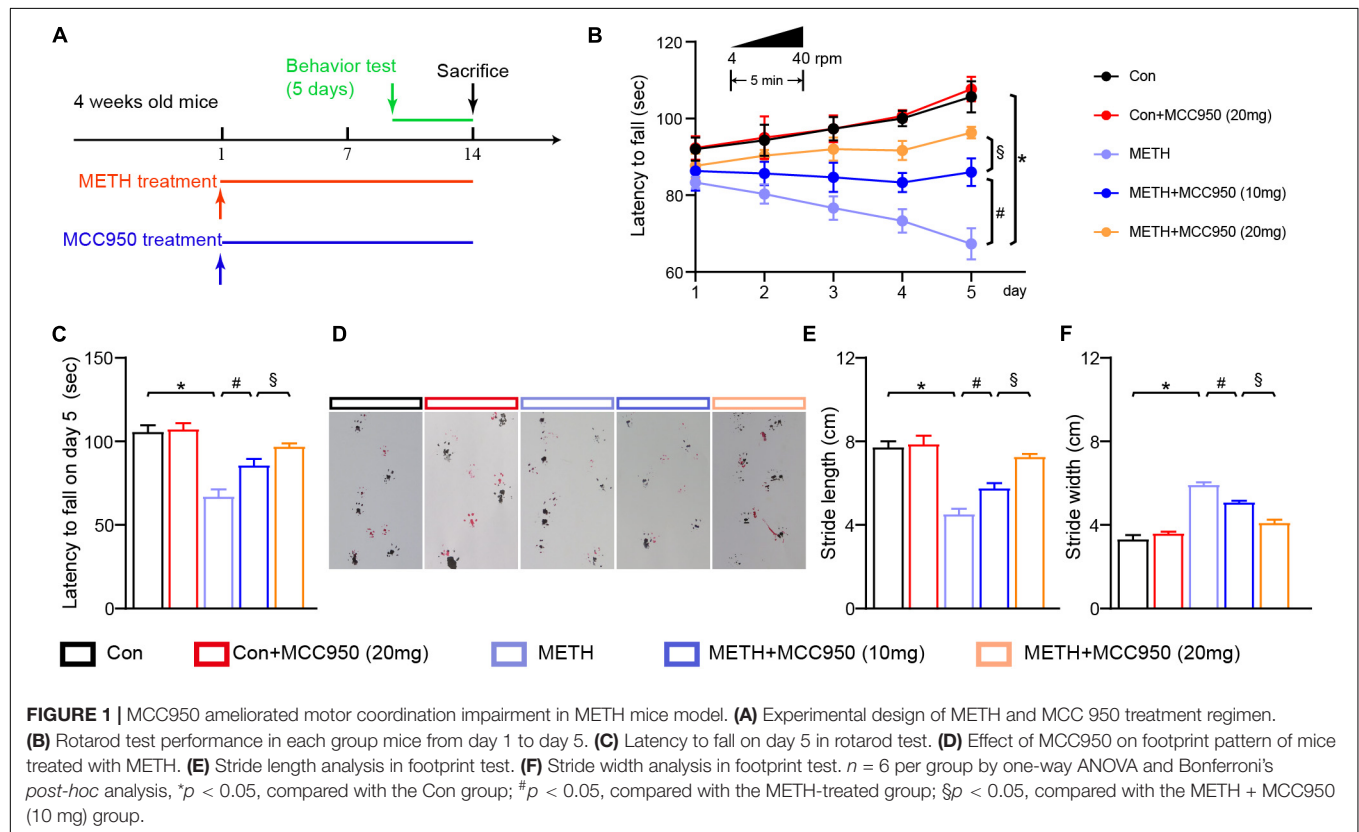 A
Behavior test
(5 days)
Sacrifice
4 weeks old mice
1
7
14
METH treatment
MCC950 treatment
B
Latency to fall (sec)
120
100
80
60
4
40 rpm
5 min
§
*
#
1
2
3
4
5
day
Con
Con+MCC950 (20mg)
METH
METH+MCC950 (10mg)
METH+MCC950 (20mg)
C
Latency to fall on day 5 (sec)
150
100
50
0
*
#
§
D
E
Stride length (cm)
12
8
4
0
*
#
§
F
Stride width (cm)
12
8
4
0
*
#
§
Con
Con+MCC950 (20mg)
METH
METH+MCC950 (10mg)
METH+MCC950 (20mg)
FIGURE 1 | MCC950 ameliorated motor coordination impairment in METH mice model. (A) Experimental design of METH and MCC 950 treatment regimen.
(B) Rotarod test performance in each group mice from day 1 to day 5. (C) Latency to fall on day 5 in rotarod test. (D) Effect of MCC950 on footprint pattern of mice
treated with METH. (E) Stride length analysis in footprint test. (F) Stride width analysis in footprint test. n = 6 per group by one-way ANOVA and Bonferroni's
post-hoc analysis, *p < 0.05, compared with the Con group; #p < 0.05, compared with the METH-treated group; §p < 0.05, compared with the METH + MCC950
(10 mg) group.